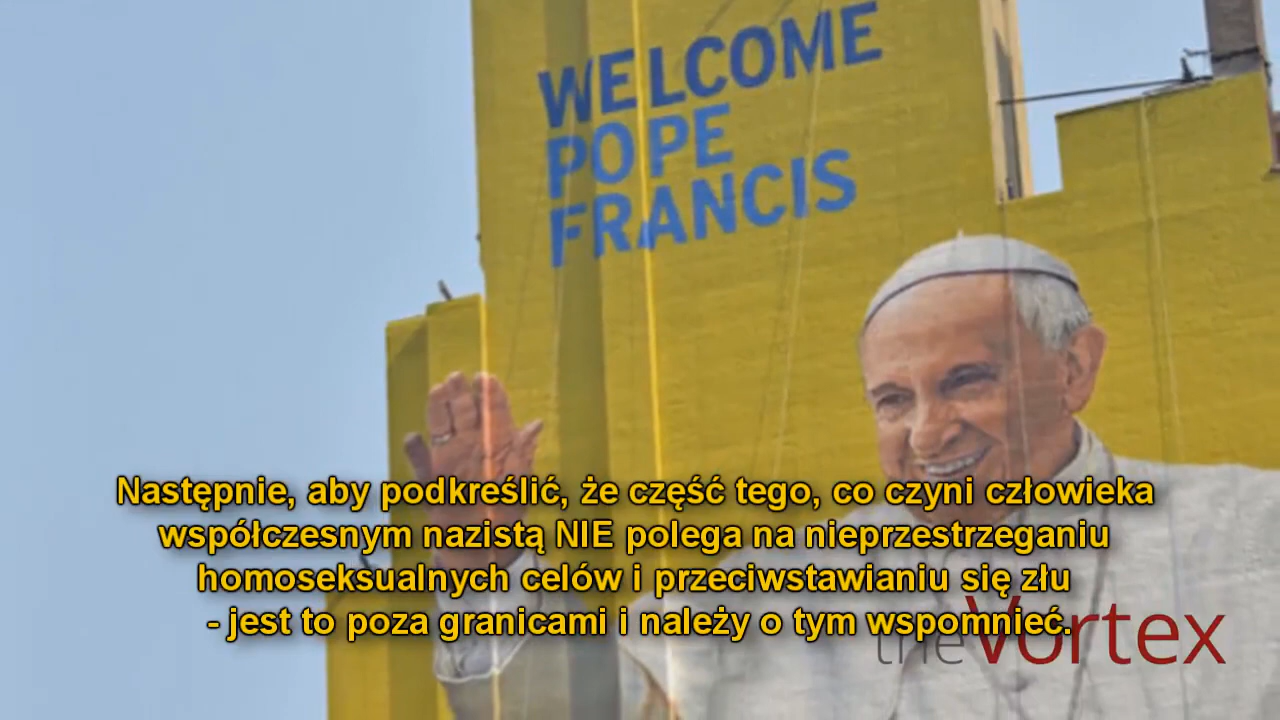 WELCOME
POPE
FRANCIS
Następnie, aby podkreślić, że część tego, co czyni człowieka
współczesnym nazistą NIE polega na nieprzestrzeganiu
homoseksualnych celów i przeciwstawianiu się złu
- jest to poza granicami i należy o tym wspomnieć.
theVortex